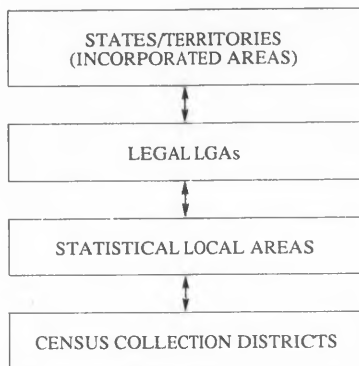 STATES/TERRITORIES
(INCORPORATED AREAS)
LEGAL LGAs
STATISTICAL LOCAL AREAS
CENSUS COLLECTION DISTRICTS